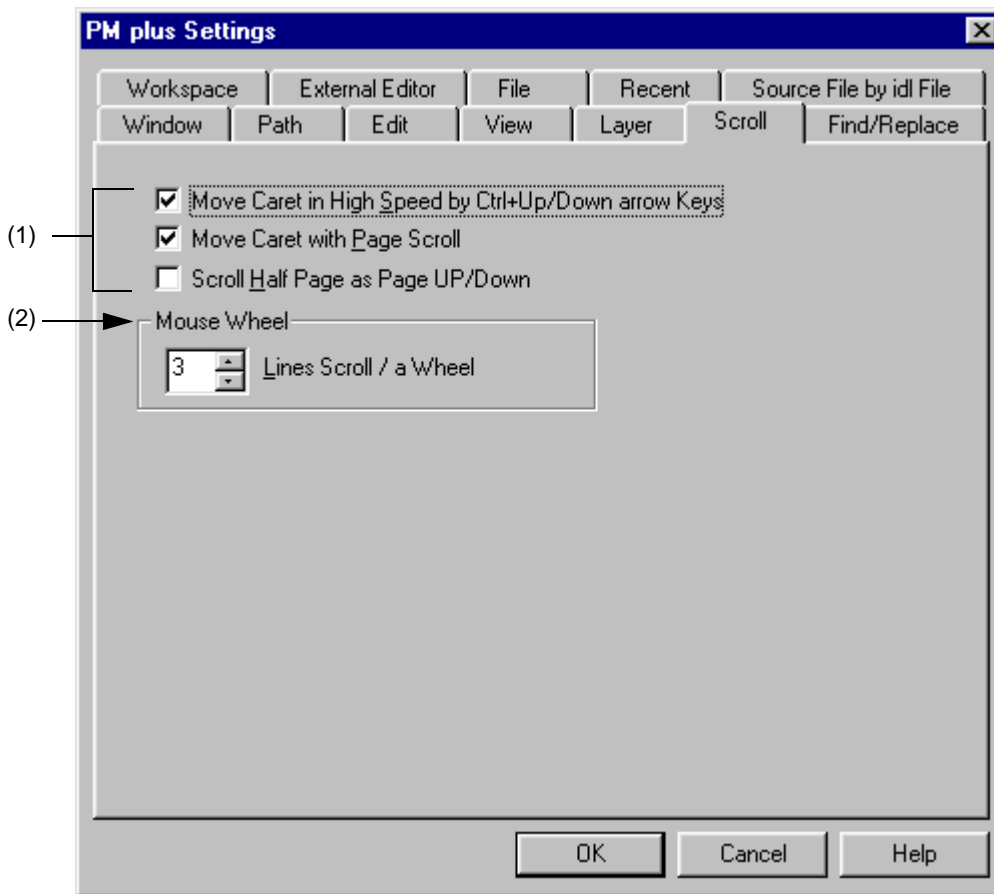 PM plus Settings
Workspace External Editor File Recent Source File by idl File
Window Path Edit View Layer Scroll Find/Replace
(1)
Move Caret in High Speed by Ctrl+Up/Down arrow Keys
Move Caret with Page Scroll
Scroll Half Page as Page UP/Down
(2)
Mouse Wheel
3 Lines Scroll / a Wheel
OK Cancel Help